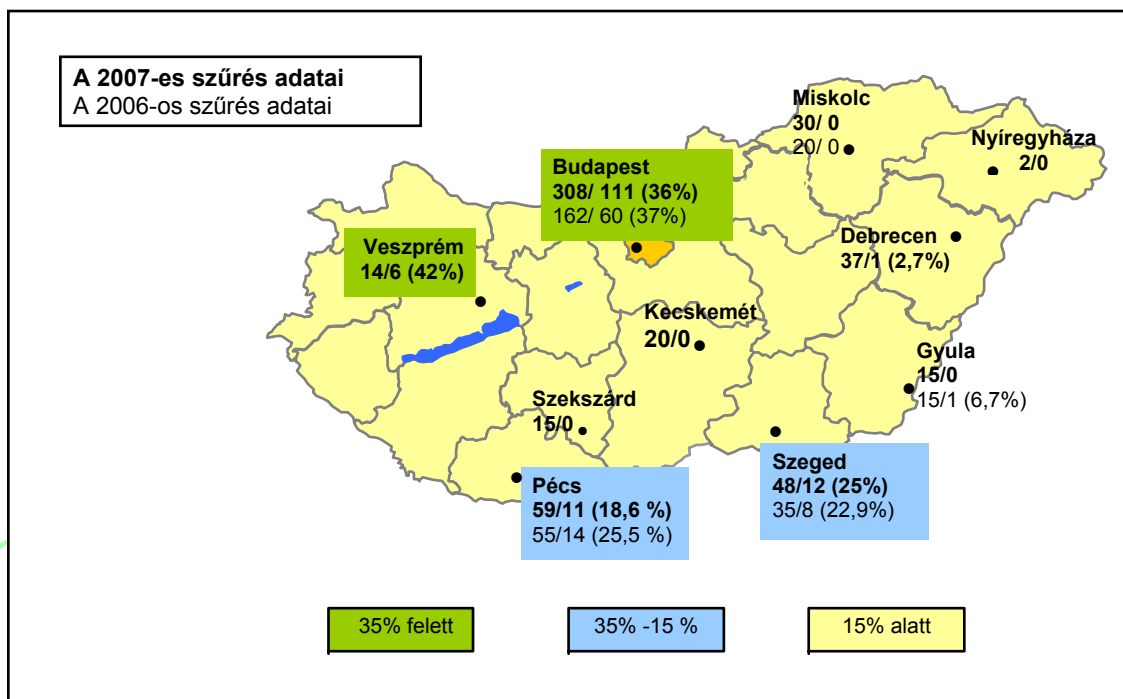 A 2007-es szűrés adatai
A 2006-os szűrés adatai
Miskolc
30/ 0
20/ 0
Nyíregyháza
2/0
Budapest
308/ 111 (36%)
162/ 60 (37%)
Debrecen
37/1 (2,7%)
Veszprém
14/6 (42%)
Kecskemét
20/0
Gyula
15/0
15/1 (6,7%)
Szekszárd
15/0
Szeged
48/12 (25%)
35/8 (22,9%)
Pécs
59/11 (18,6 %)
55/14 (25,5 %)
35% felett
35% -15 %
15% alatt